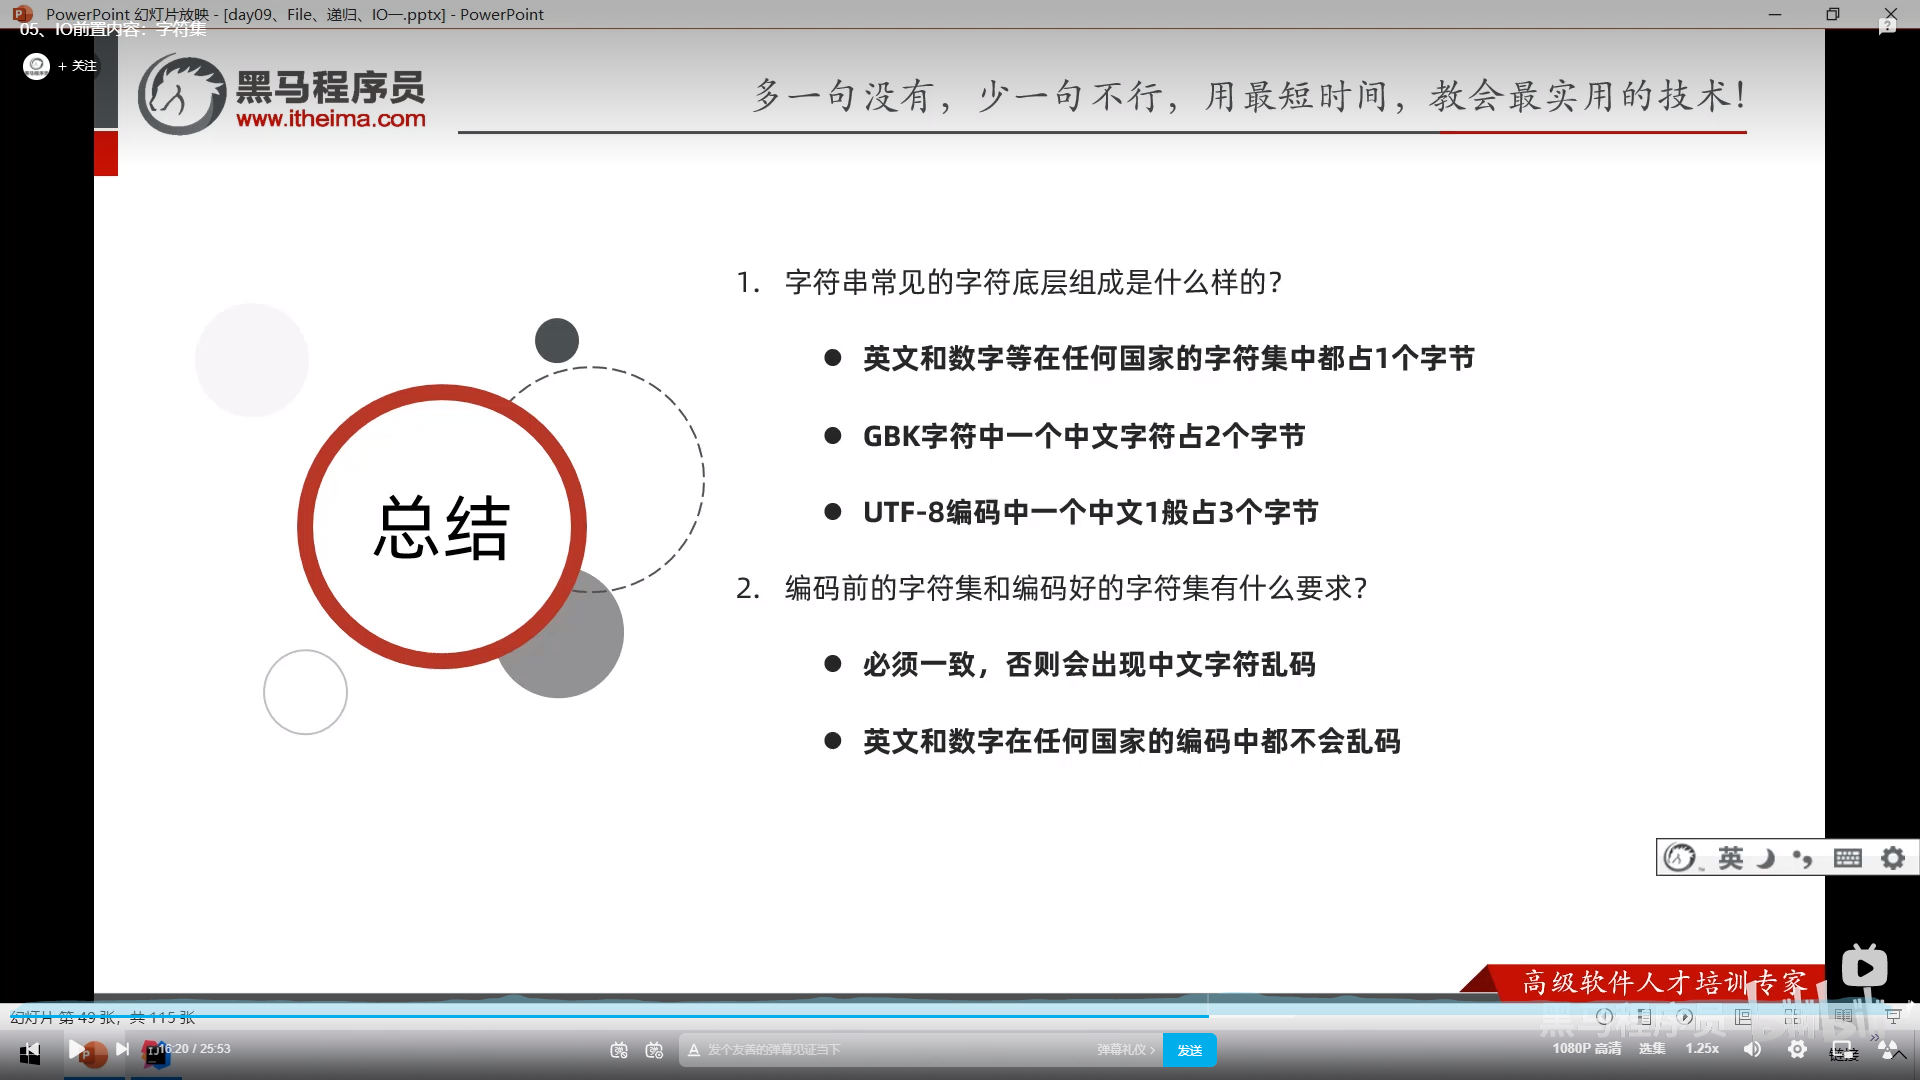 PowerPoint 幻灯片放映 - [day09、File、递归、IO一.pptx] - PowerPoint
05、IO前置内容：字符集
+ 关注
黑马程序员
www.itheima.com
多一句没有，少一句不行，用最短时间，教会最实用的技术！
1. 字符串常见的字符底层组成是什么样的？
● 英文和数字等在任何国家的字符集中都占1个字节
● GBK字符中一个中文字符占2个字节
● UTF-8编码中一个中文1般占3个字节
总结
2. 编码前的字符集和编码好的字符集有什么要求？
● 必须一致，否则会出现中文字符乱码
● 英文和数字在任何国家的编码中都不会乱码
英
高级软件人才培训专家
幻灯片 第 49 张，共 115 张
黑马程序员
bilibili
16:20 / 25:53
发个友善的弹幕见证当下
弹幕礼仪 >
发送
1080P 高清
选集
1.25x
链接